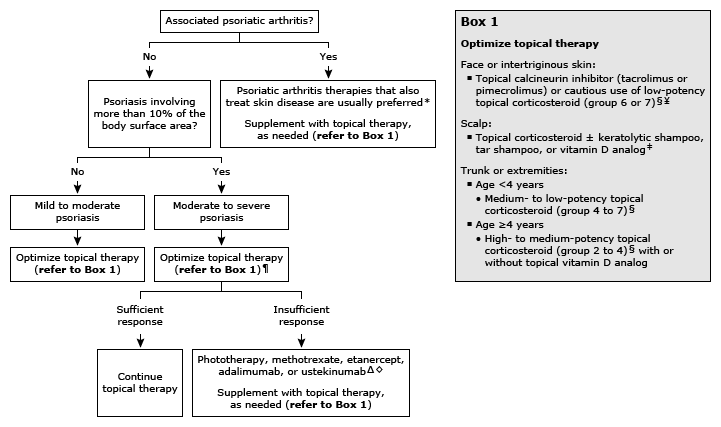 Associated psoriatic arthritis?
No
Yes
Psoriasis involving
more than 10% of the
body surface area?
Psoriatic arthritis therapies that also
treat skin disease are usually preferred*
Supplement with topical therapy,
as needed (refer to Box 1)
No
Yes
Mild to moderate
psoriasis
Moderate to severe
psoriasis
Optimize topical therapy
(refer to Box 1)
Optimize topical therapy
(refer to Box 1)¶
Sufficient
response
Insufficient
response
Continue
topical therapy
Phototherapy, methotrexate, etanercept,
adalimumab, or ustekinumabΔ◇
Supplement with topical therapy,
as needed (refer to Box 1)
Box 1
Optimize topical therapy
Face or intertriginous skin:
▪ Topical calcineurin inhibitor (tacrolimus or
pimecrolimus) or cautious use of low-potency
topical corticosteroid (group 6 or 7)§¥
Scalp:
▪ Topical corticosteroid ± keratolytic shampoo,
tar shampoo, or vitamin D analog‡
Trunk or extremities:
▪ Age <4 years
• Medium- to low-potency topical
corticosteroid (group 4 to 7)§
▪ Age ≥4 years
• High- to medium-potency topical
corticosteroid (group 2 to 4)§ with or
without topical vitamin D analog